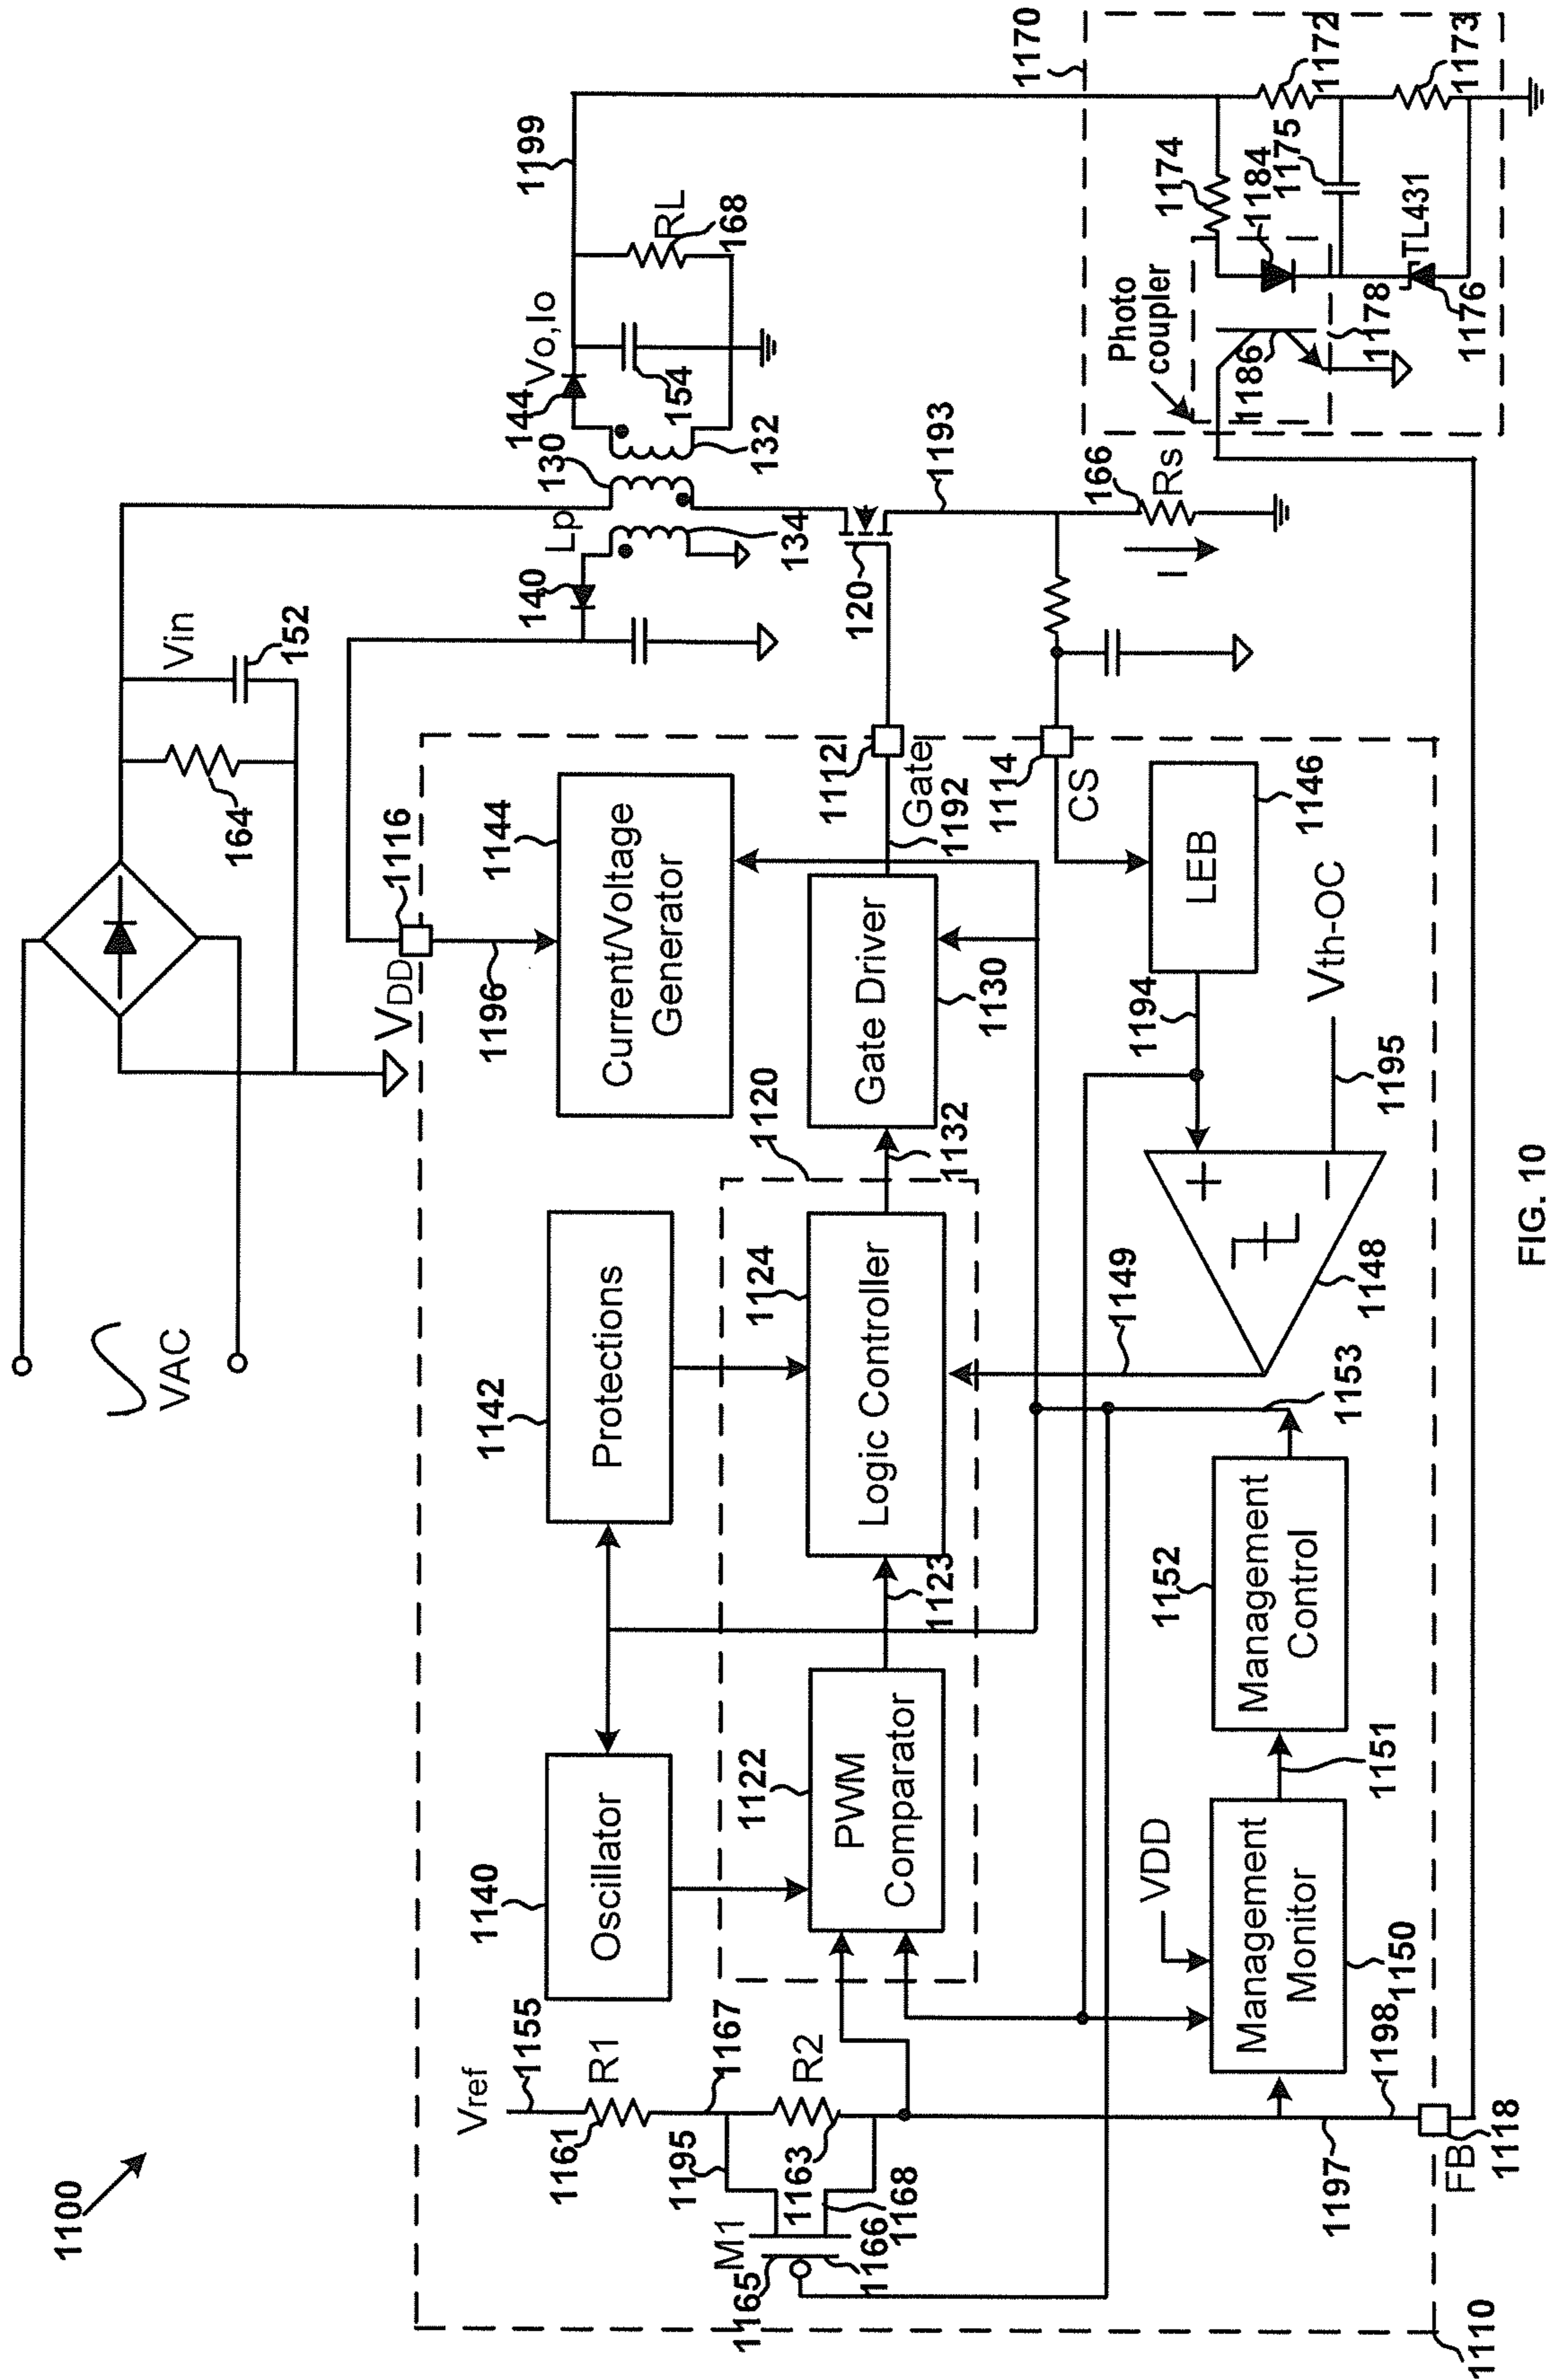 1100
VAC
Vin
164
152
VDD
1116
1196
1144
Current/Voltage
Generator
140
Lp
130
134
132
144
Vo,Io
154
RL
168
1199
1142
Protections
1140
Oscillator
1120
1124
Logic Controller
1132
Gate Driver
1130
1112
Gate
1192
120
1193
1122
PWM
Comparator
1123
Vref
1155
R1
1161
1167
1195
R2
1163
M1
1165
1166
1168
1114
CS
166
Rs
I
LEB
1146
1194
Vth-OC
1195
1148
1149
1153
1152
Management
Control
1151
VDD
Management
Monitor
1150
1198
1197
FB
1118
1110
1170
1172
1173
1174
1184
1175
TL431
1176
1178
1186
Photo
coupler
FIG. 10